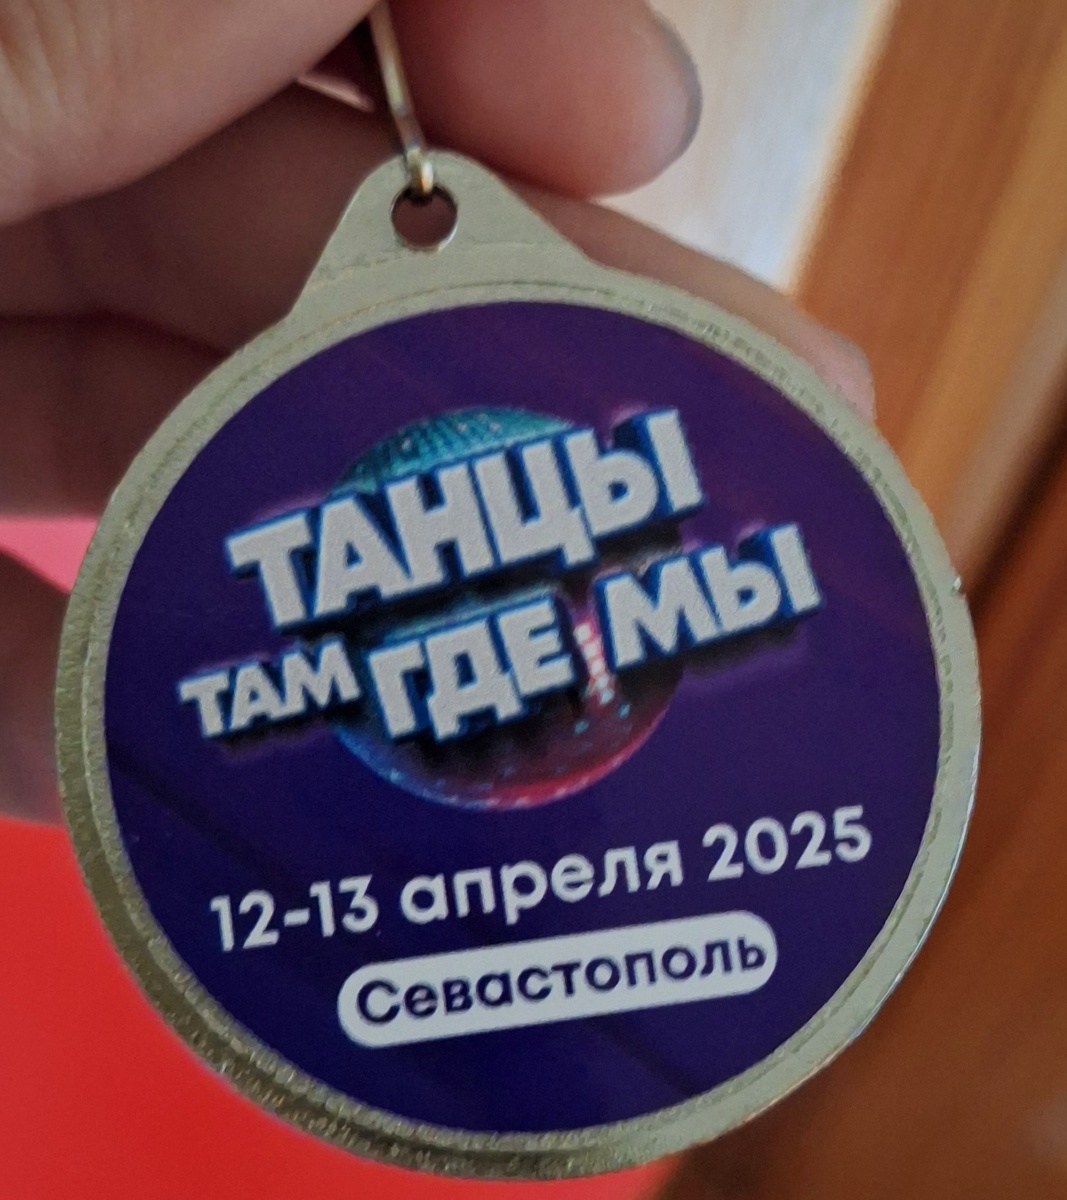 ТАНЦЫ
ТАМ ГДЕ МЫ
12-13 апреля 2025
Севастополь